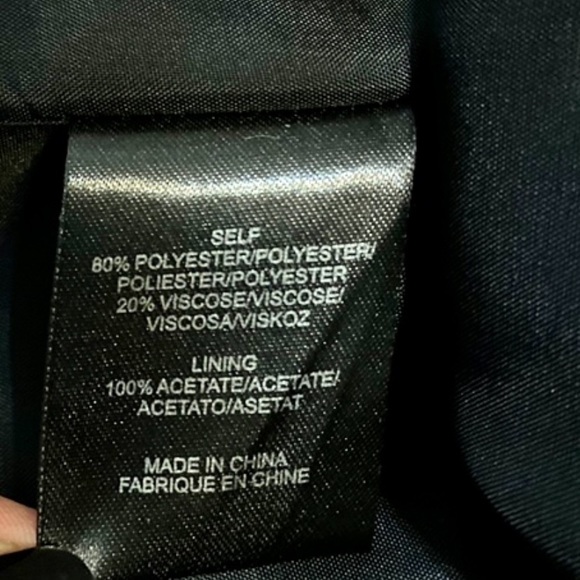 SELF
80% POLYESTER/POLYESTER/
POLIESTER/POLYESTER
20% VISCOSE/VISCOSE/
VISCOSA/VISKOZ
LINING
100% ACETATE/ACETATE/
ACETATO/ASETAT
MADE IN CHINA
FABRIQUE EN CHINE